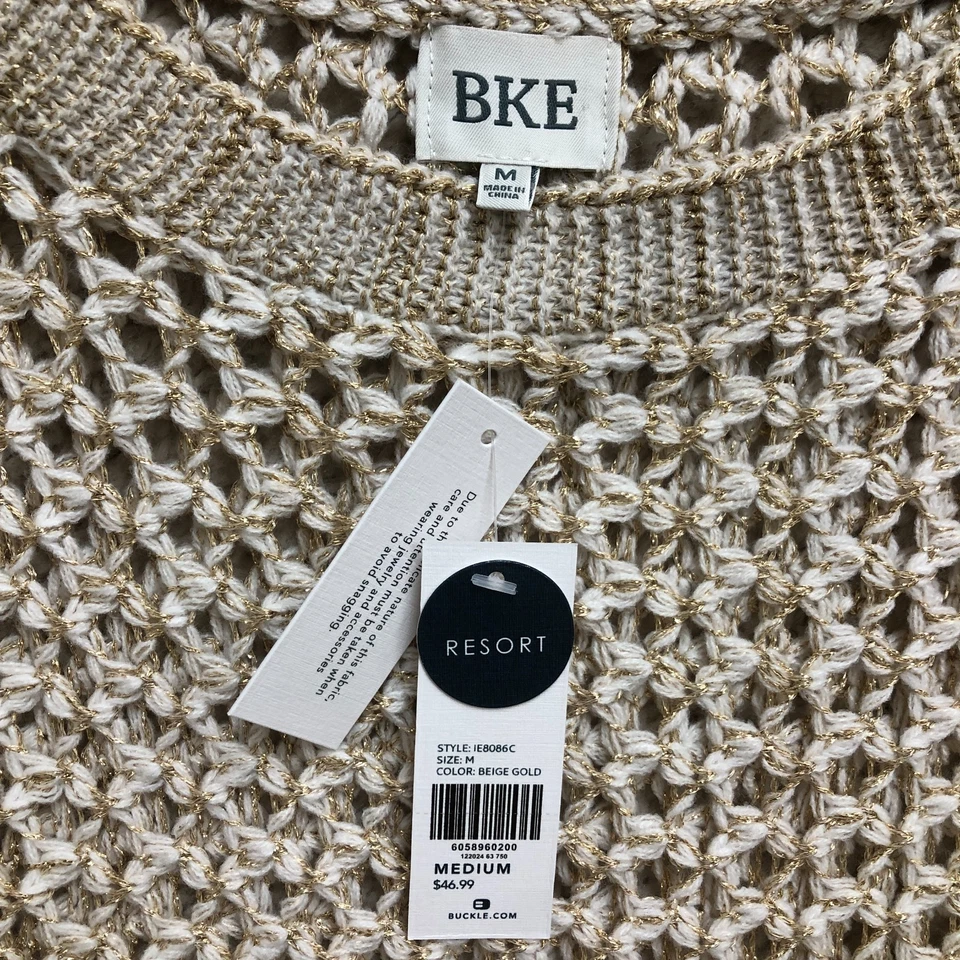 BKE
M
MADE IN
CHINA
Due to th icate nature of this fabric,
care and attention must be taken when
wearing jewelry and accessories
to avoid snagging.
RESORT
STYLE: IE8086C
SIZE: M
COLOR: BEIGE GOLD
6058960200
122024 63 750
MEDIUM
$46.99
BUCKLE.COM